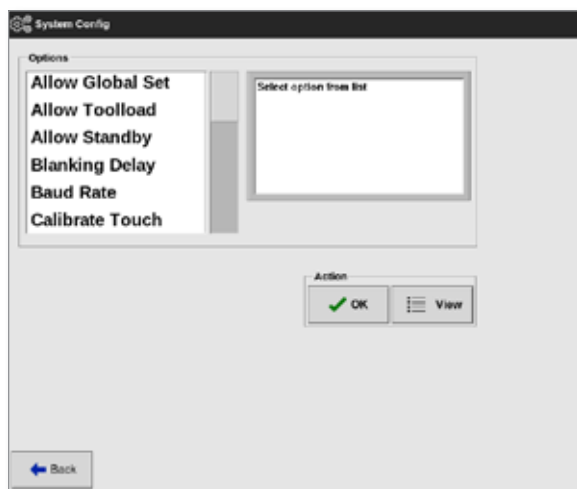 System Config
Options
Allow Global Set
Allow Toolload
Allow Standby
Blanking Delay
Baud Rate
Calibrate Touch
Select option from list
Action
OK
View
Back